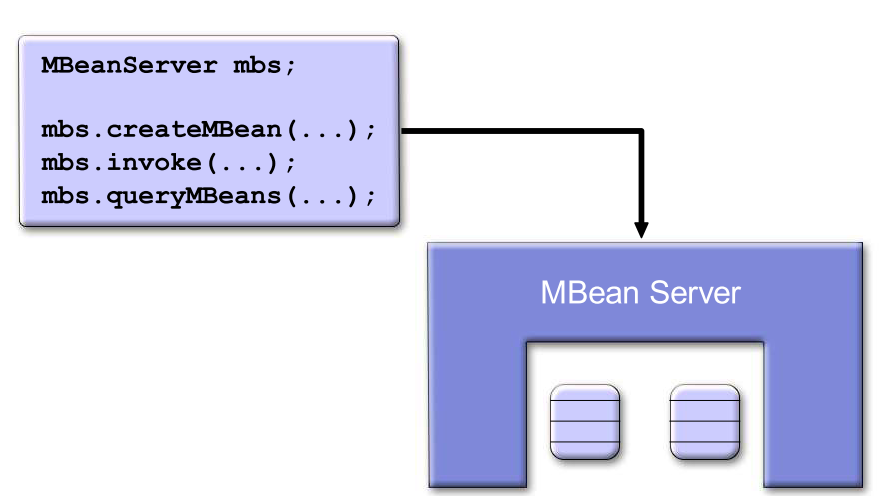 MBeanServer mbs;
mbs.createMBean(...);
mbs.invoke(...);
mbs.queryMBeans(...);
MBean Server